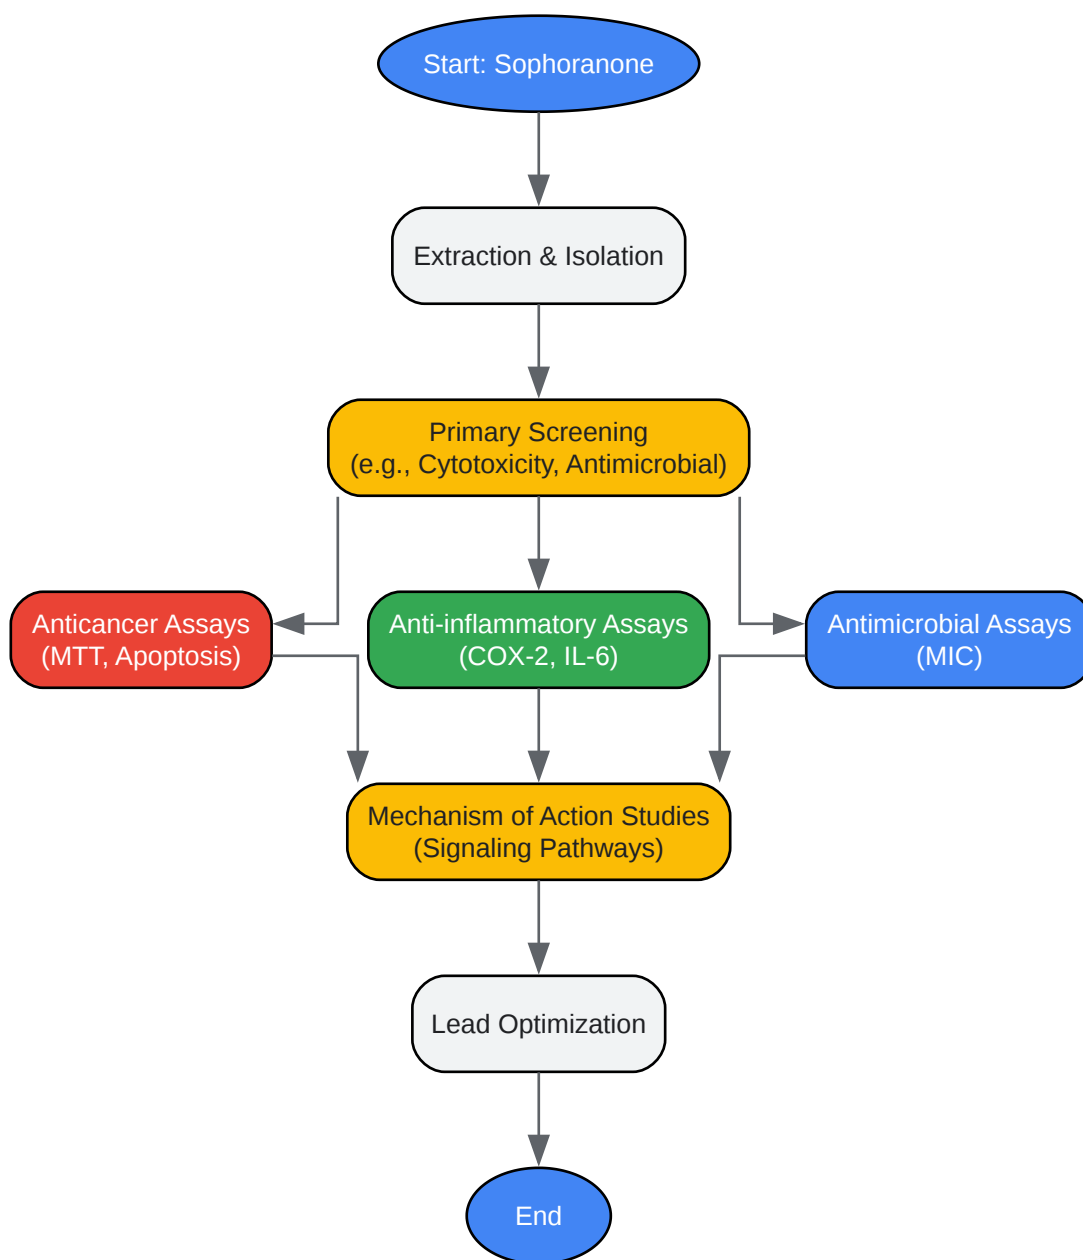 Start: Sophoranone
Extraction & Isolation
Primary Screening
(e.g., Cytotoxicity, Antimicrobial)
Anticancer Assays
(MTT, Apoptosis)
Anti-inflammatory Assays
(COX-2, IL-6)
Antimicrobial Assays
(MIC)
Mechanism of Action Studies
(Signaling Pathways)
Lead Optimization
End